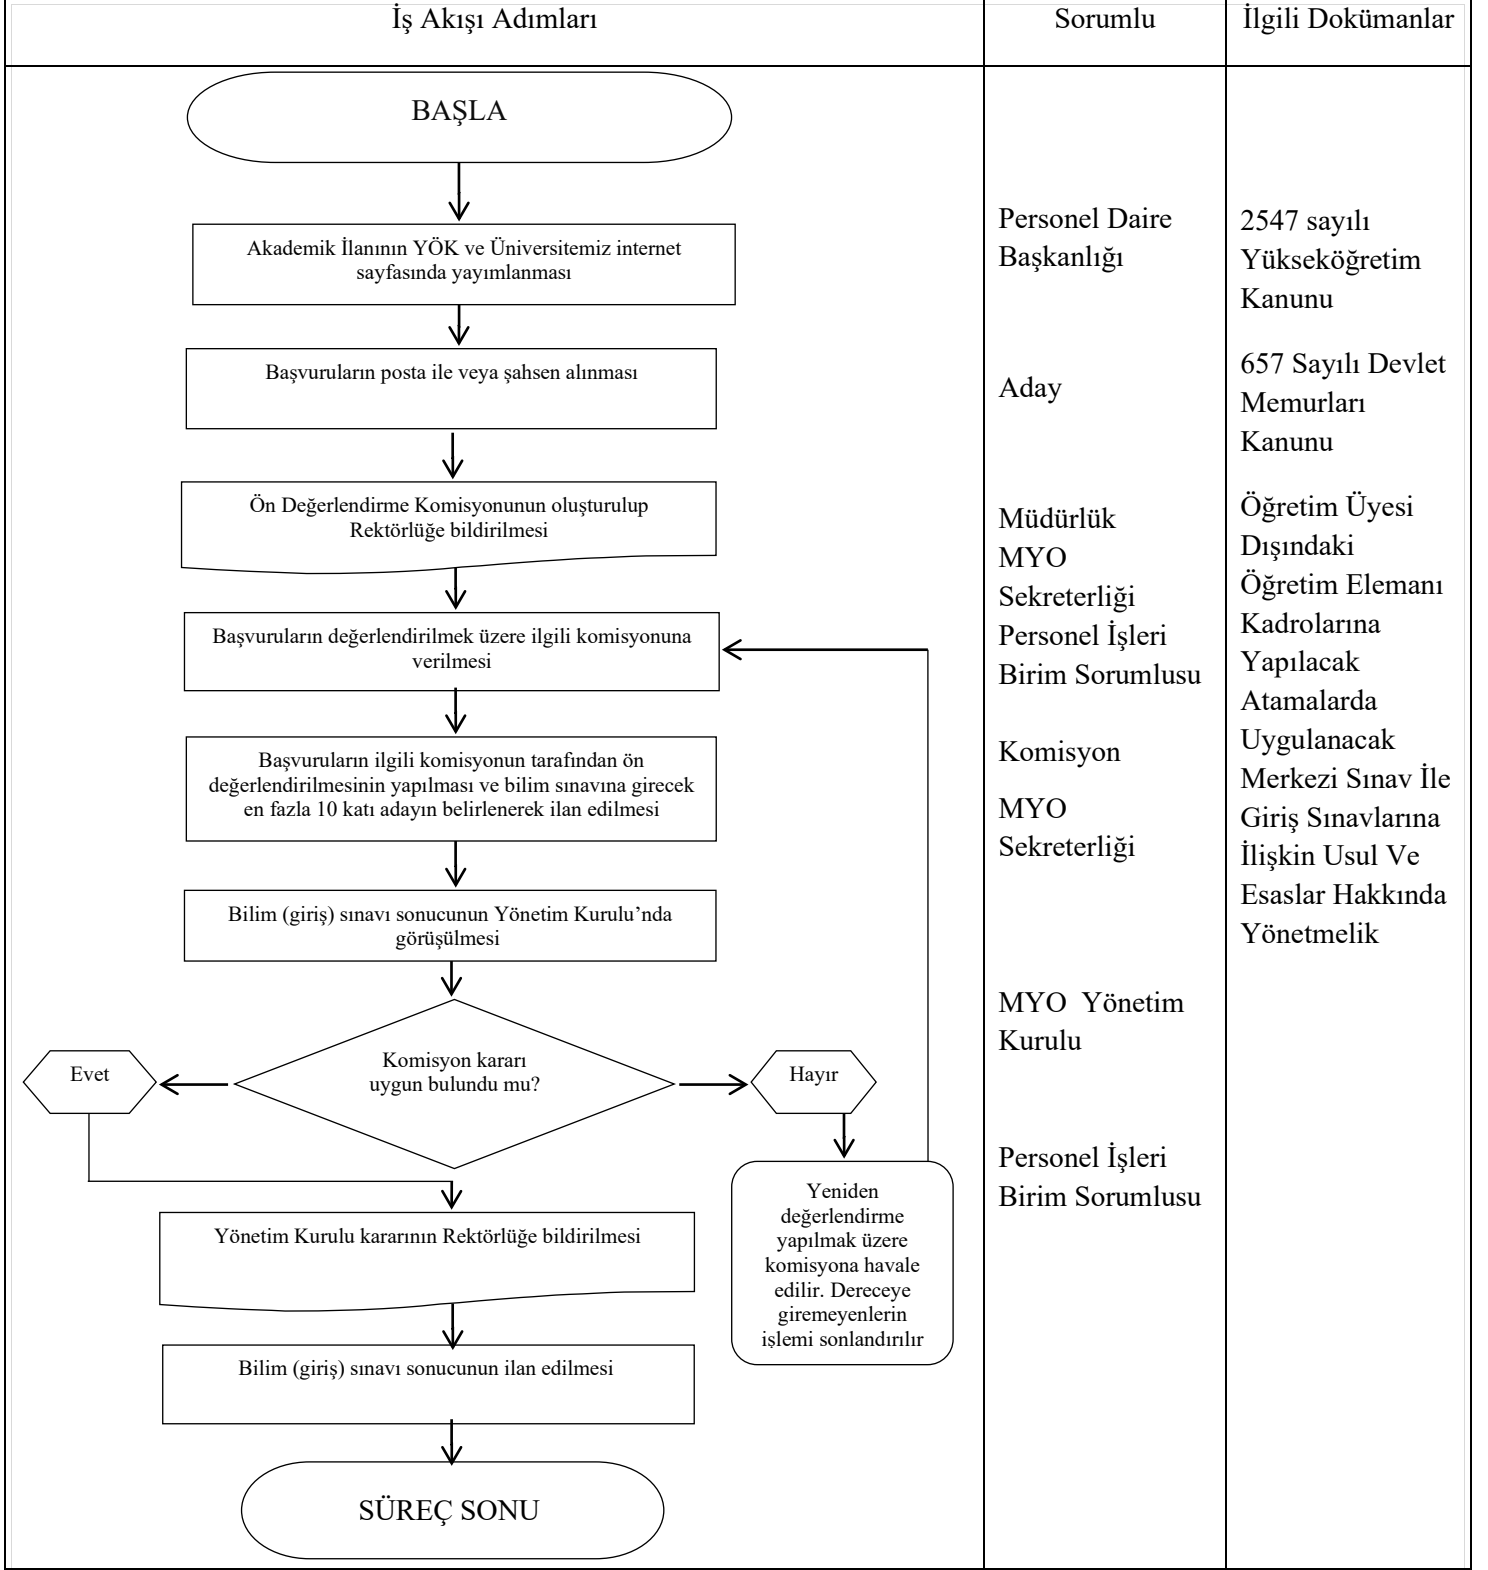 İş Akışı Adımları
Sorumlu
İlgili Dokümanlar
BAŞLA
Akademik İlanının YÖK ve Üniversitemiz internet
sayfasında yayımlanması
Başvuruların posta ile veya şahsen alınması
Ön Değerlendirme Komisyonunun oluşturulup
Rektörlüğe bildirilmesi
Başvuruların değerlendirilmek üzere ilgili komisyonuna
verilmesi
Başvuruların ilgili komisyonun tarafından ön
değerlendirilmesinin yapılması ve bilim sınavına girecek
en fazla 10 katı adayın belirlenerek ilan edilmesi
Bilim (giriş) sınavı sonucunun Yönetim Kurulu’nda
görüşülmesi
Komisyon kararı
uygun bulundu mu?
Evet
Hayır
Yeniden
değerlendirme
yapılmak üzere
komisyona havale
edilir. Dereceye
giremeyenlerin
işlemi sonlandırılır
Yönetim Kurulu kararının Rektörlüğe bildirilmesi
Bilim (giriş) sınavı sonucunun ilan edilmesi
SÜREÇ SONU
Personel Daire
Başkanlığı
Aday
Müdürlük
MYO
Sekreterliği
Personel İşleri
Birim Sorumlusu
Komisyon
MYO
Sekreterliği
MYO  Yönetim
Kurulu
Personel İşleri
Birim Sorumlusu
2547 sayılı
Yükseköğretim
Kanunu
657 Sayılı Devlet
Memurları
Kanunu
Öğretim Üyesi
Dışındaki
Öğretim Elemanı
Kadrolarına
Yapılacak
Atamalarda
Uygulanacak
Merkezi Sınav İle
Giriş Sınavlarına
İlişkin Usul Ve
Esaslar Hakkında
Yönetmelik